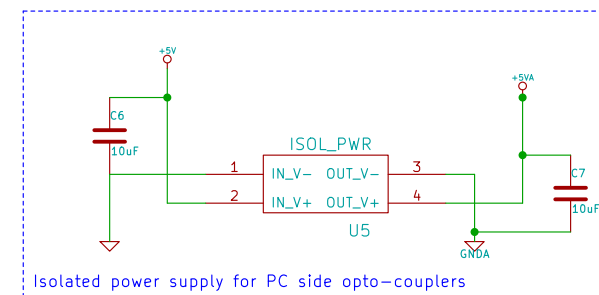 +5V
+5VA
C6
10uF
ISOL_PWR
1 IN_V- OUT_V- 3
2 IN_V+ OUT_V+ 4
U5
C7
10uF
GNDA
Isolated power supply for PC side opto-couplers